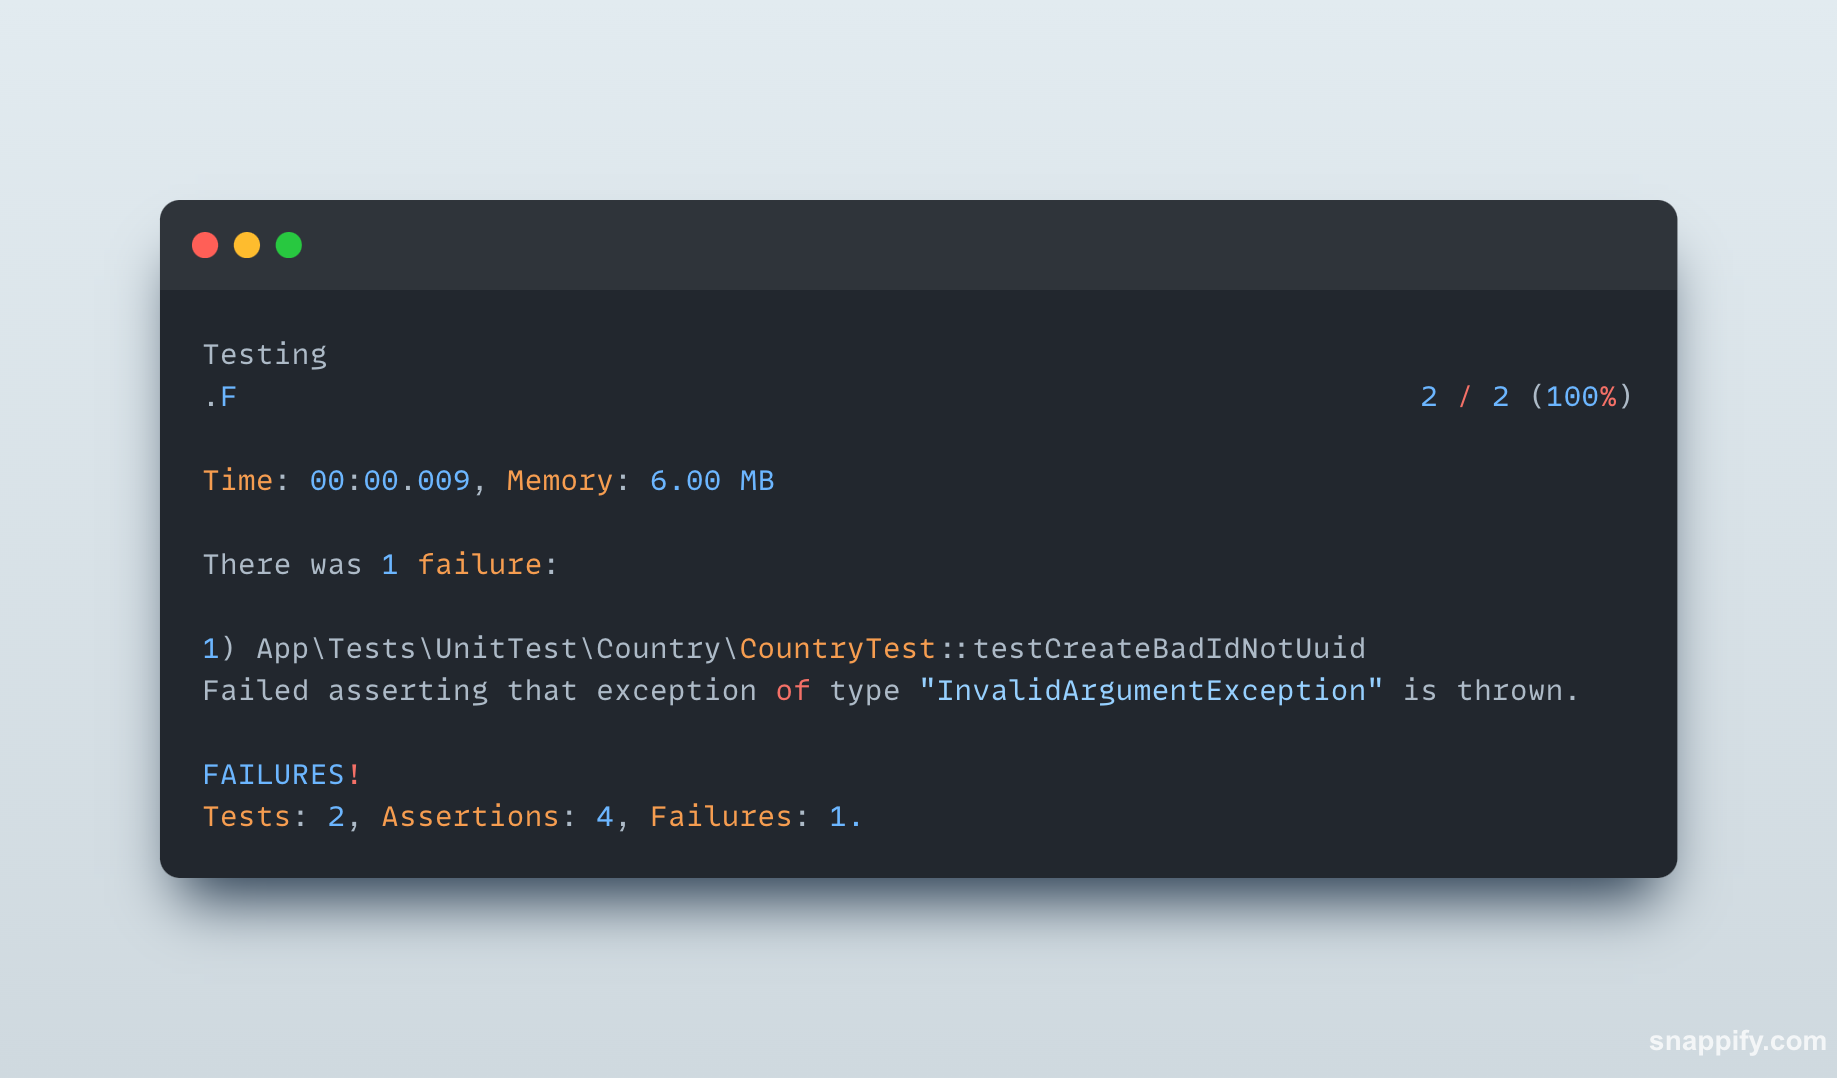 Testing
.F 2 / 2 (100%)
Time: 00:00.009, Memory: 6.00 MB
There was 1 failure:
1) App\Tests\UnitTest\Country\CountryTest::testCreateBadIdNotUuid
Failed asserting that exception of type "InvalidArgumentException" is thrown.
FAILURES!
Tests: 2, Assertions: 4, Failures: 1.
snappify.com